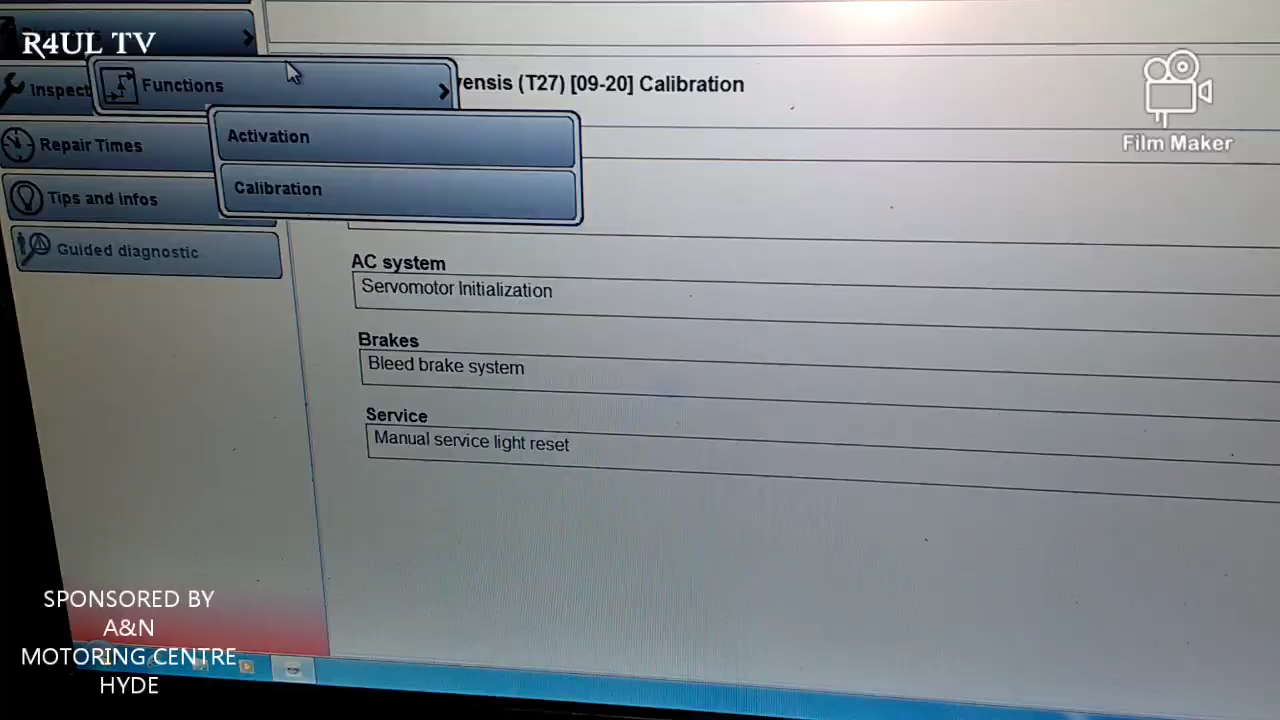 R4UL TV
Inspect
Functions
rensis (T27) [09-20] Calibration
Film Maker
Activation
Repair Times
Calibration
Tips and infos
Guided diagnostic
AC system
Servomotor Initialization
Brakes
Bleed brake system
Service
Manual service light reset
SPONSORED BY
A&N
MOTORING CENTRE
HYDE